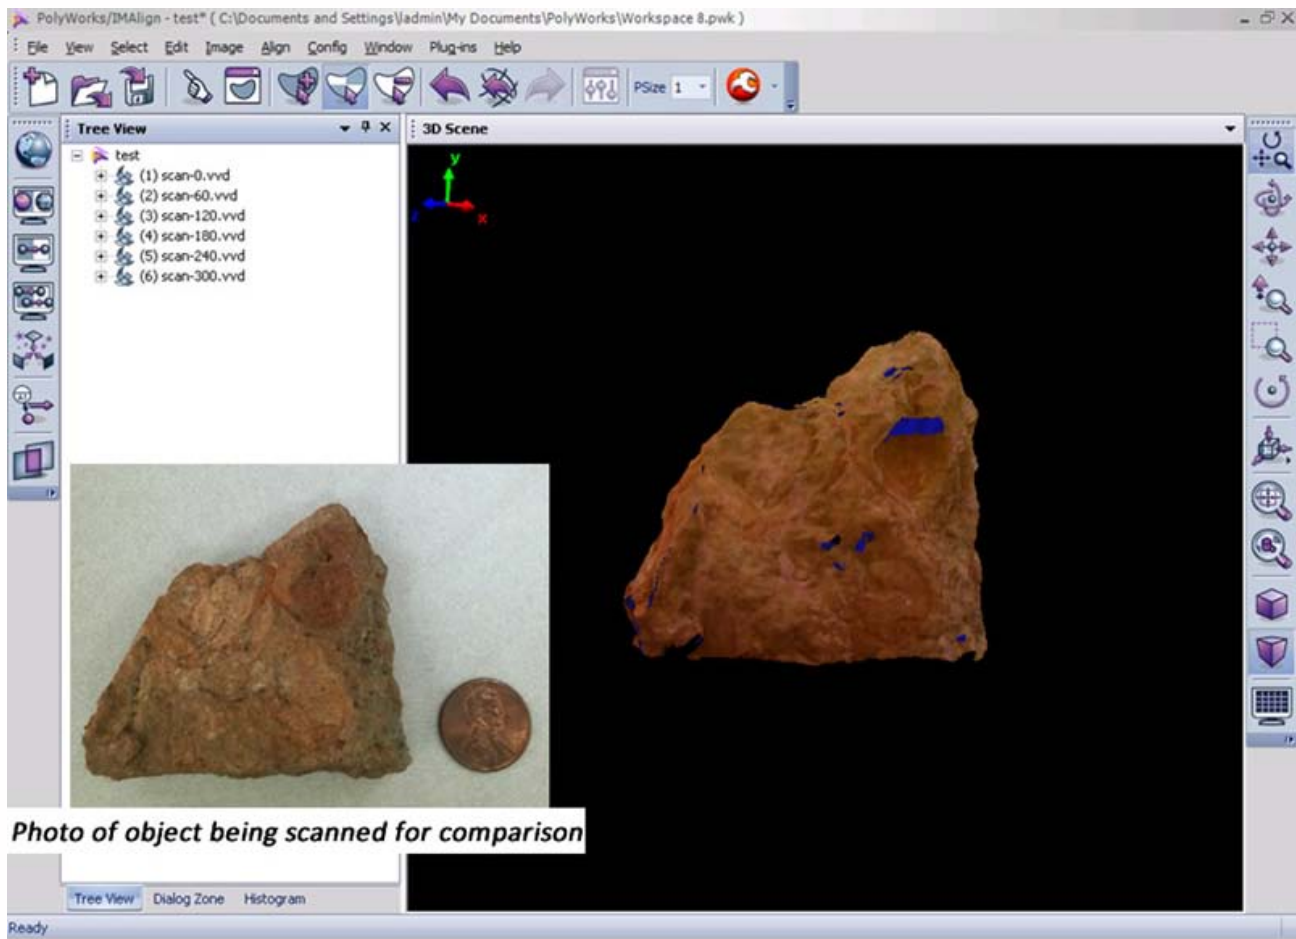 PolyWorks/IMAlign - test* ( C:\Documents and Settings\ladmin\My Documents\PolyWorks\Workspace 8.pwk )
File View Select Edit Image Align Config Window Plug-ins Help
PSize 1
Tree View
3D Scene
test
(1) scan-0.vvd
(2) scan-60.vvd
(3) scan-120.vvd
(4) scan-180.vvd
(5) scan-240.vvd
(6) scan-300.vvd
y
z
x
Photo of object being scanned for comparison
Tree View Dialog Zone Histogram
Ready